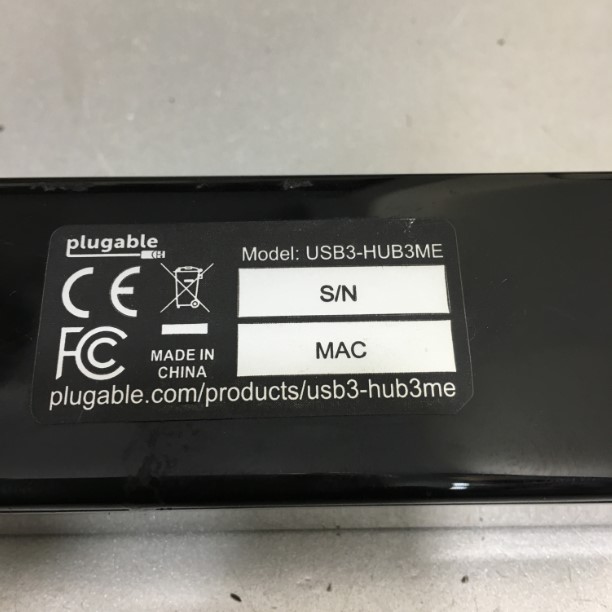 plugable
Model: USB3-HUB3ME
CE
S/N
FC
MADE IN
CHINA
MAC
plugable.com/products/usb3-hub3me